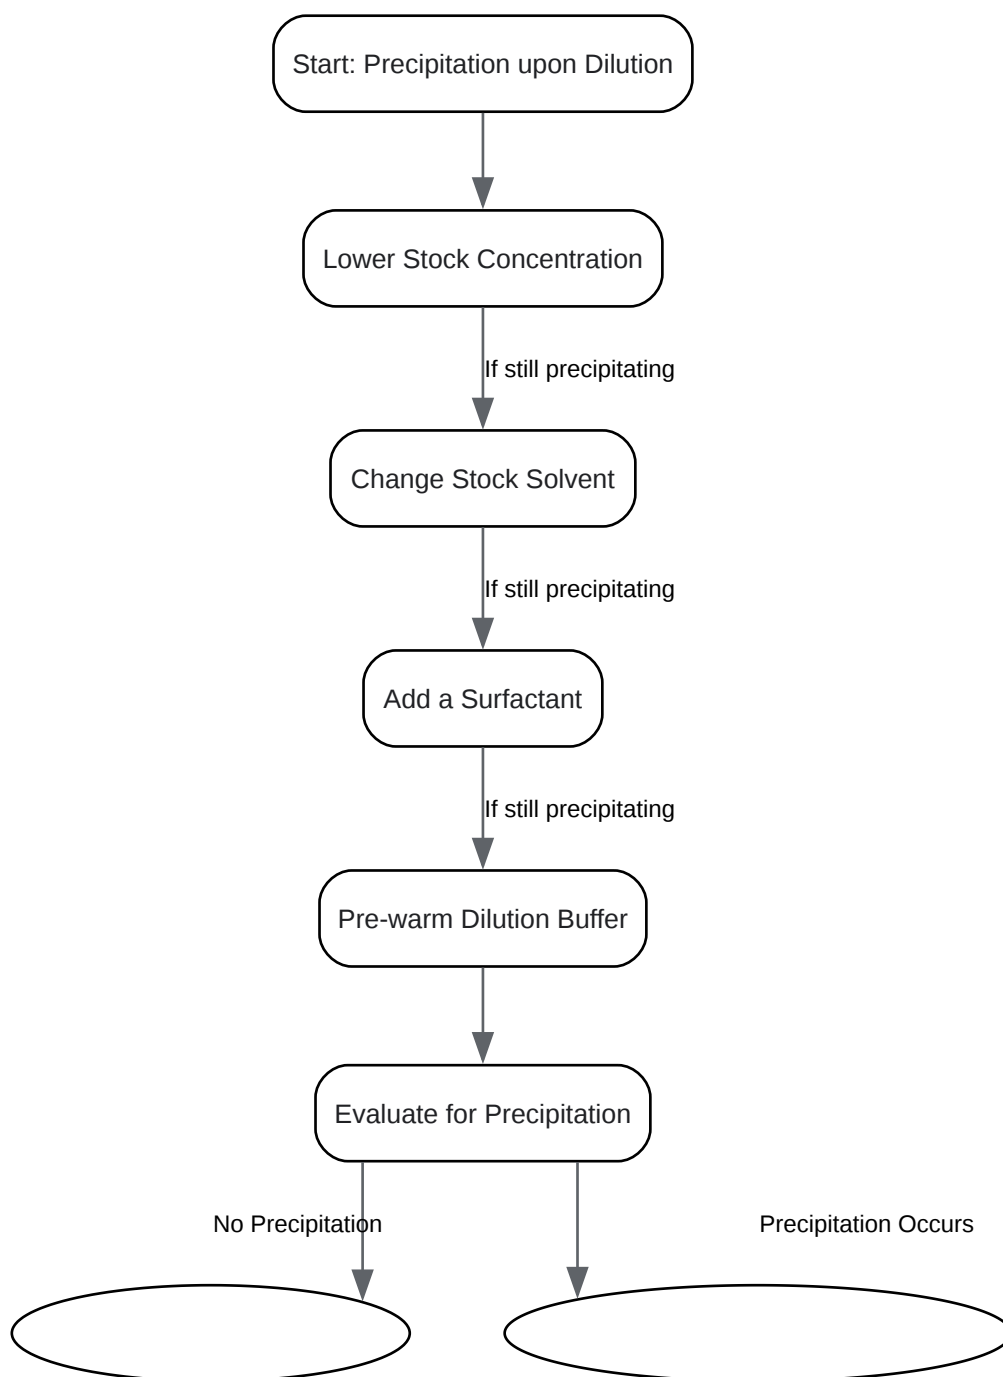 Start: Precipitation upon Dilution
Lower Stock Concentration
If still precipitating
Change Stock Solvent
If still precipitating
Add a Surfactant
If still precipitating
Pre-warm Dilution Buffer
Evaluate for Precipitation
No Precipitation
Precipitation Occurs